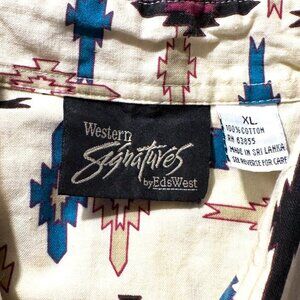 Western
Signatures
by EdsWest
XL
100% COTTON
RN 63855
MADE IN SRI LANKA
SEE REVERSE FOR CARE